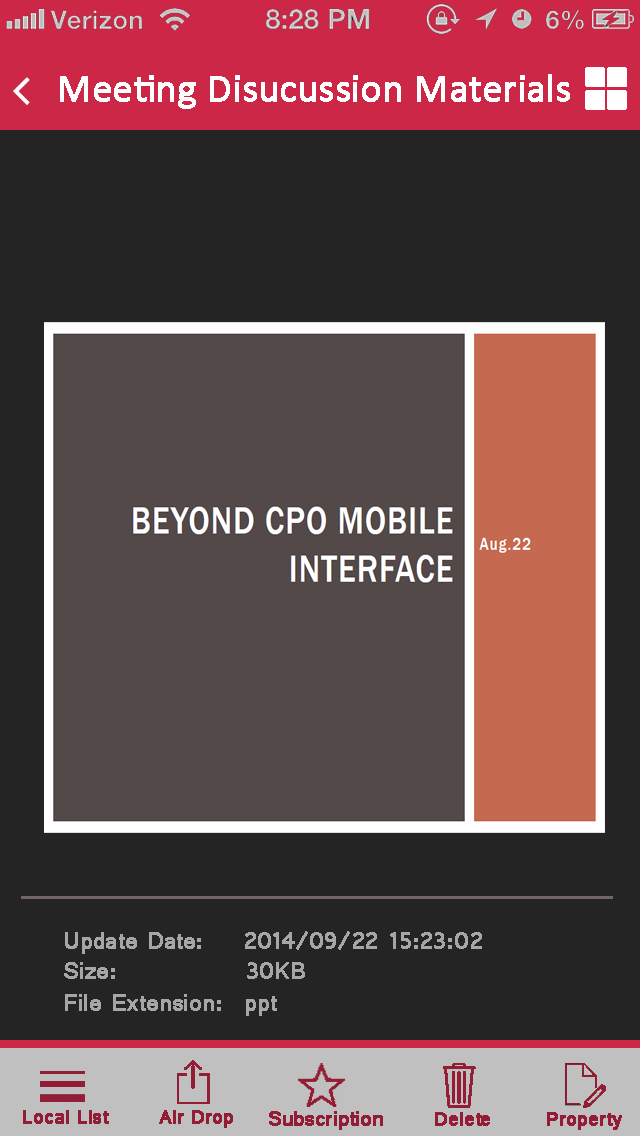 Verizon 8:28 PM 6%
Meeting Disucussion Materials
BEYOND CPO MOBILE
INTERFACE
Aug.22
Update Date: 2014/09/22 15:23:02
Size: 30KB
File Extension: ppt
Local List Air Drop Subscription Delete Property